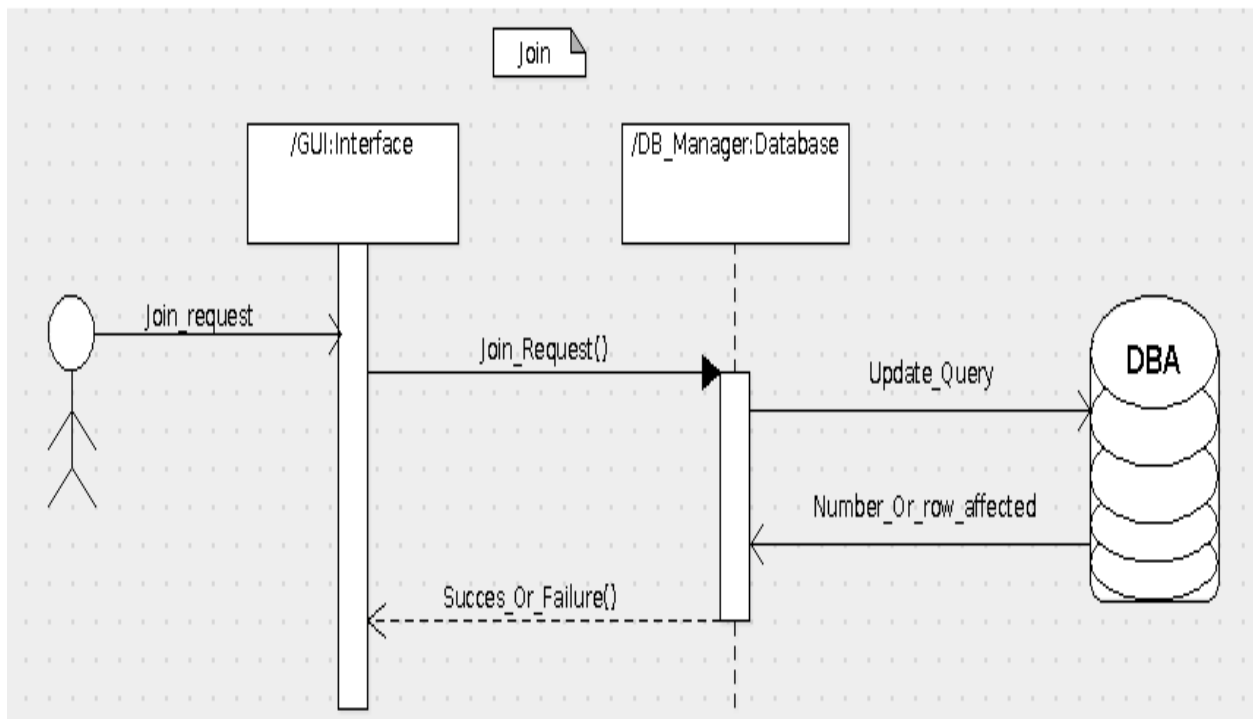 Join
/GUI:Interface
/DB_Manager:Database
Join_request
Join_Request()
Update_Query
DBA
Number_Or_row_affected
Succes_Or_Failure()